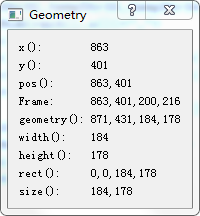 Geometry
x(): 863
y(): 401
pos(): 863, 401
Frame: 863, 401, 200, 216
geometry(): 871, 431, 184, 178
width(): 184
height(): 178
rect(): 0, 0, 184, 178
size(): 184, 178